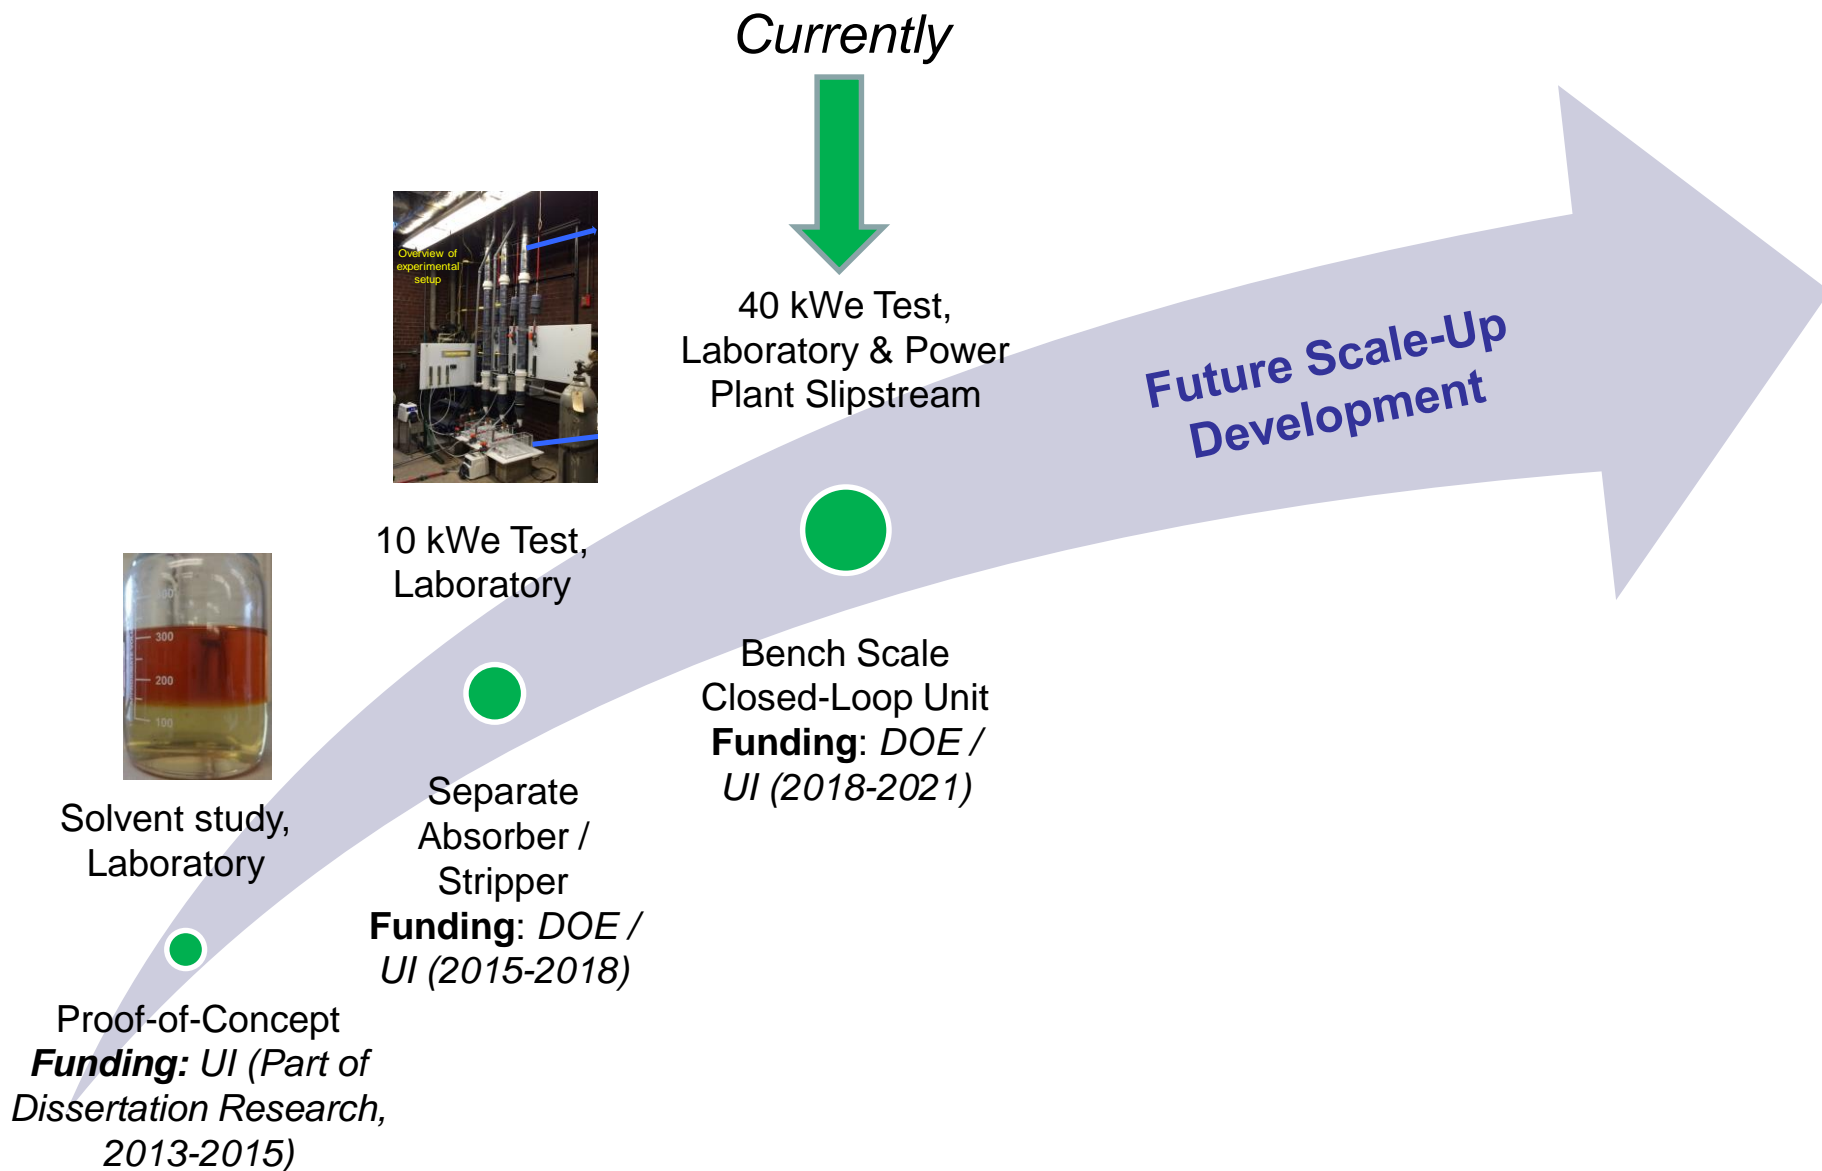 Currently
Overview of
experimental
setup
40 kWe Test,
Laboratory & Power
Plant Slipstream
Future Scale-Up
Development
10 kWe Test,
Laboratory
300
200
100
Bench Scale
Closed-Loop Unit
Funding: DOE /
UI (2018-2021)
Separate
Absorber /
Stripper
Funding: DOE /
UI (2015-2018)
Solvent study,
Laboratory
Proof-of-Concept
Funding: UI (Part of
Dissertation Research,
2013-2015)